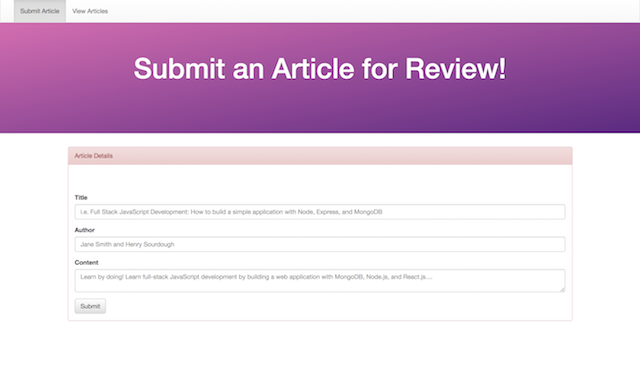 Submit Article View Articles
Submit an Article for Review!
Article Details
Title
i.e. Full Stack JavaScript Development: How to build a simple application with Node, Express, and MongoDB
Author
Jane Smith and Henry Sourdough
Content
Learn by doing! Learn full-stack JavaScript development by building a web application with MongoDB, Node.js, and React.js....
Submit